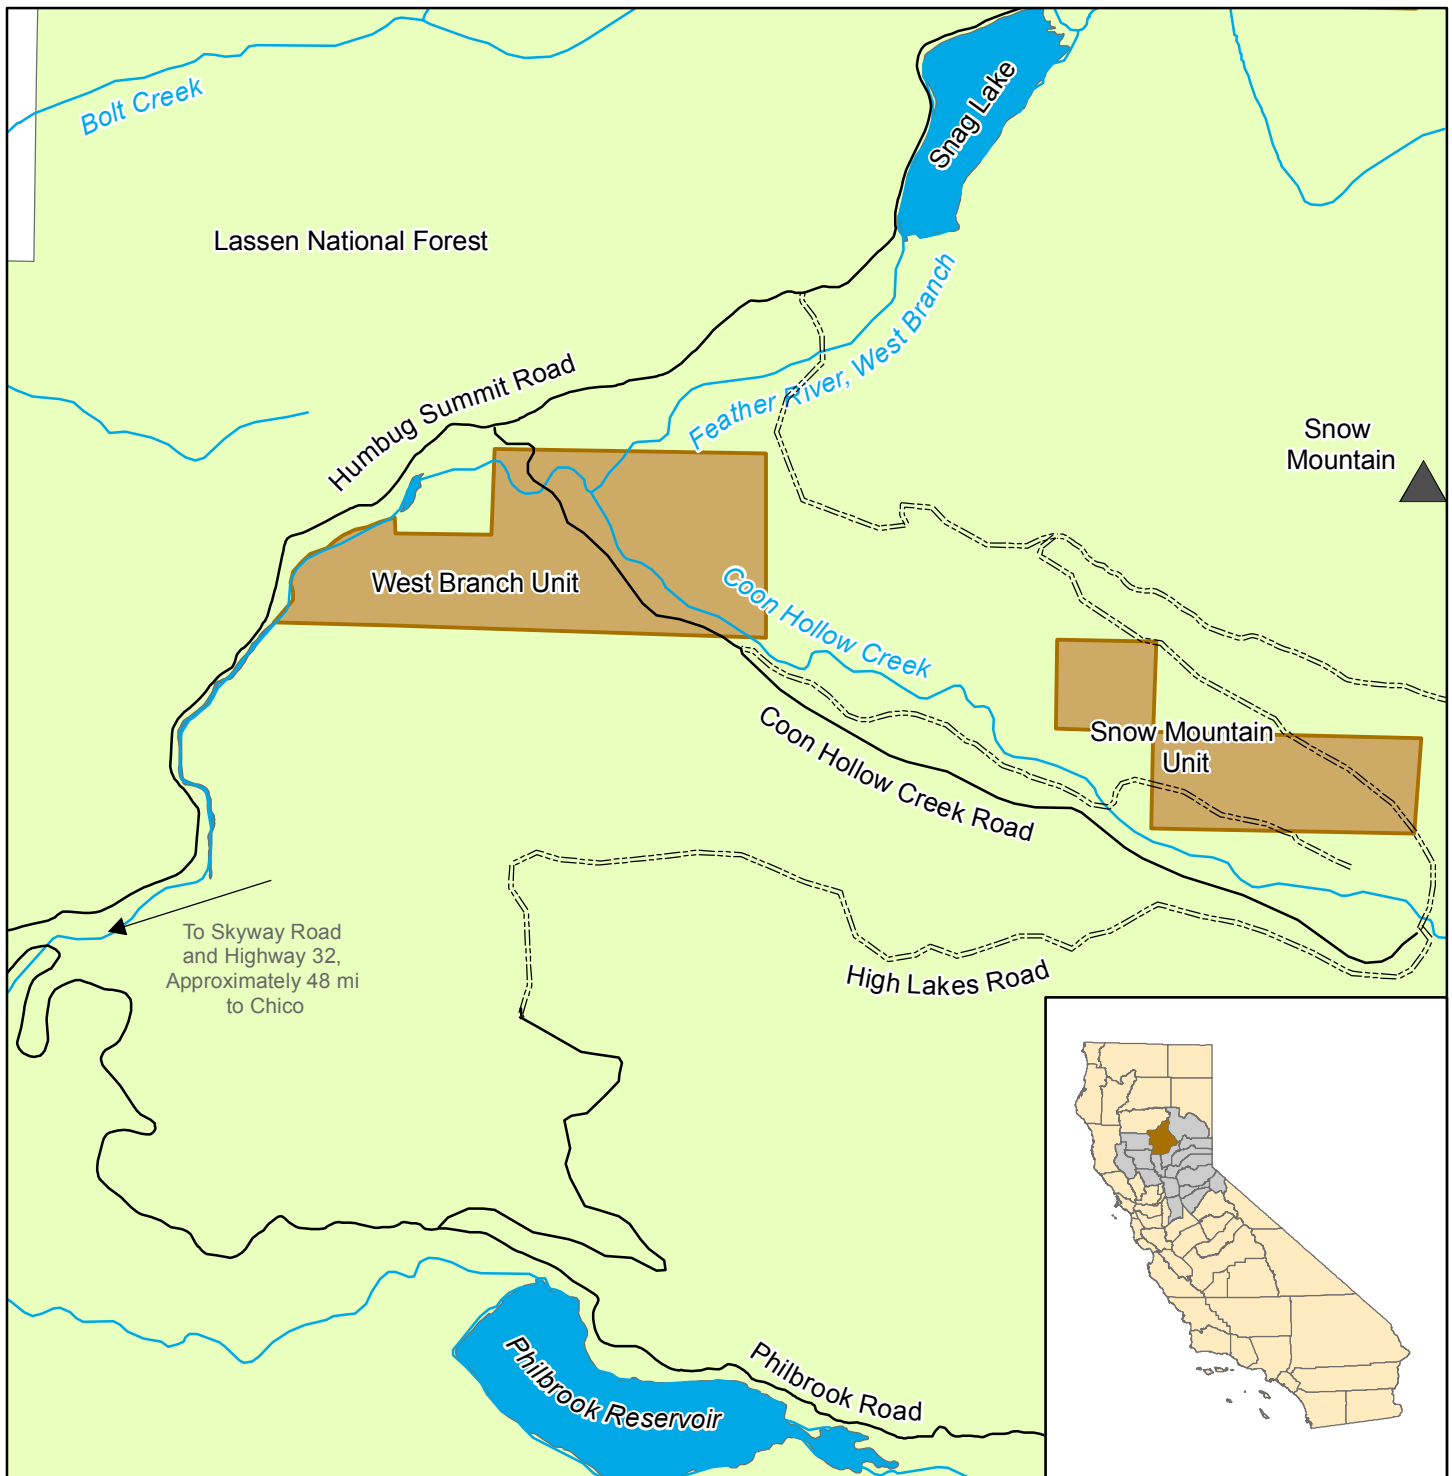 Bolt Creek
Snag Lake
Lassen National Forest
Feather River, West Branch
Humbug Summit Road
Snow
Mountain
West Branch Unit
Coon Hollow Creek
Snow Mountain
Unit
Coon Hollow Creek Road
To Skyway Road
and Highway 32,
Approximately 48 mi
to Chico
High Lakes Road
Philbrook Road
Philbrook Reservoir